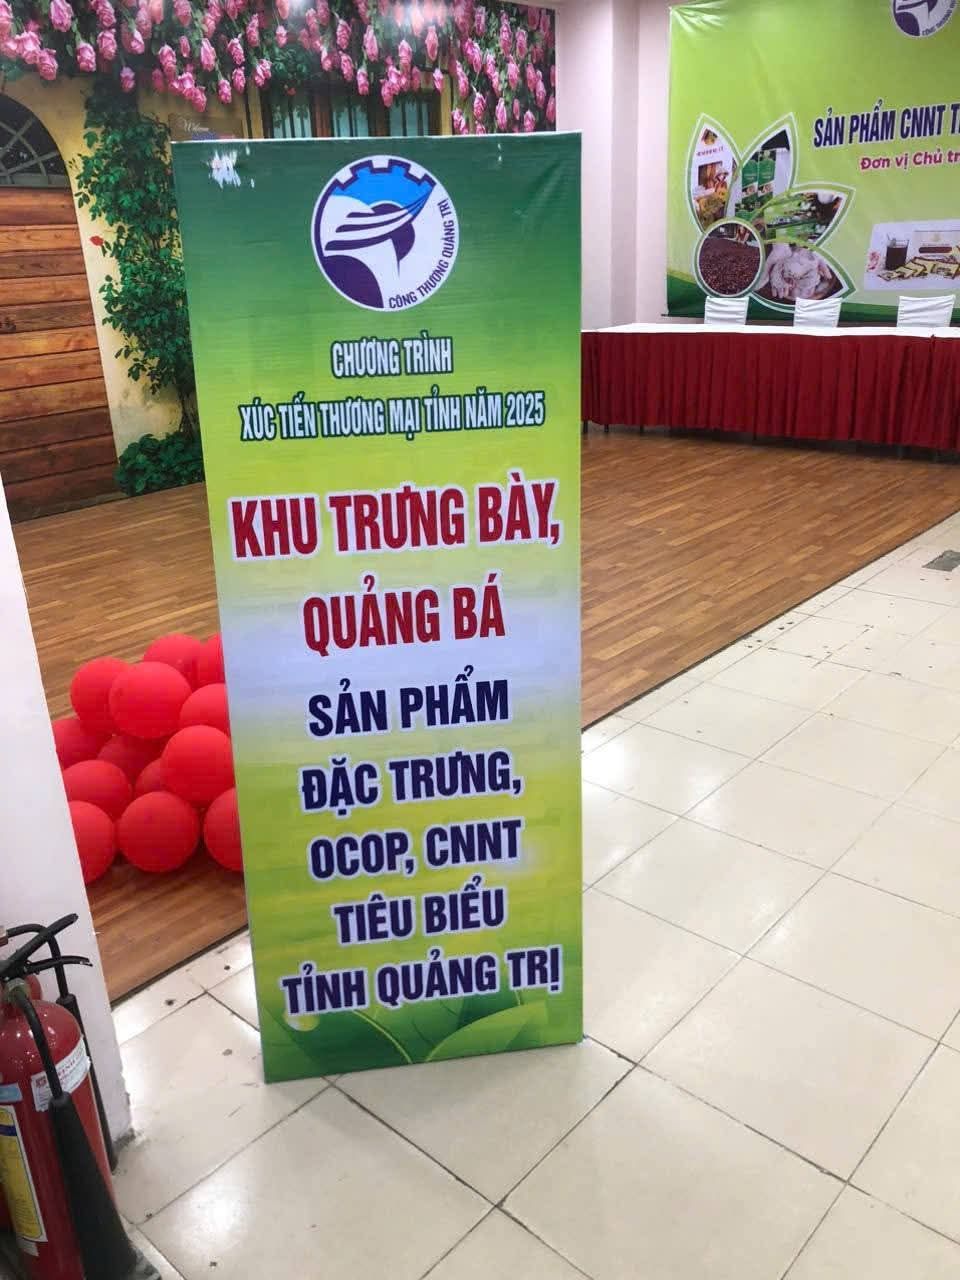 CÔNG THƯƠNG QUẢNG TRỊ
CHƯƠNG TRÌNH
XÚC TIẾN THƯƠNG MẠI TỈNH NĂM 2025
KHU TRƯNG BÀY,
QUẢNG BÁ
SẢN PHẨM
ĐẶC TRƯNG,
OCOP, CNNT
TIÊU BIỂU
TỈNH QUẢNG TRỊ
SẢN PHẨM CNNT
Đơn vị Chủ
Welcome